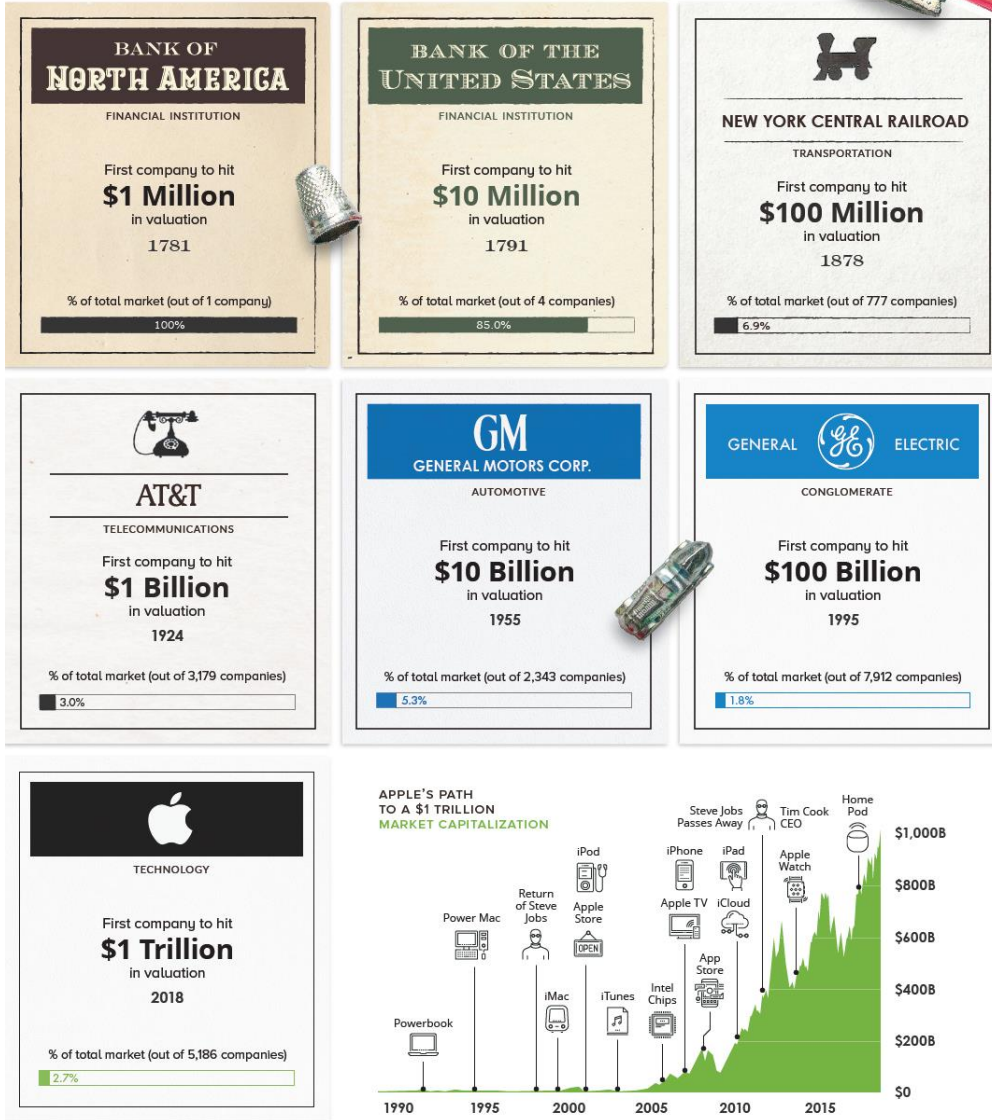 BANK OF
NORTH AMERICA
FINANCIAL INSTITUTION
First company to hit
$1 Million
in valuation
1781
% of total market (out of 1 company)
100%
BANK OF THE
UNITED STATES
FINANCIAL INSTITUTION
First company to hit
$10 Million
in valuation
1791
% of total market (out of 4 companies)
85.0%
NEW YORK CENTRAL RAILROAD
TRANSPORTATION
First company to hit
$100 Million
in valuation
1878
% of total market (out of 777 companies)
6.9%
AT&T
TELECOMMUNICATIONS
First company to hit
$1 Billion
in valuation
1924
% of total market (out of 3,179 companies)
3.0%
GM
GENERAL MOTORS CORP.
AUTOMOTIVE
First company to hit
$10 Billion
in valuation
1955
% of total market (out of 2,343 companies)
5.3%
GENERAL GE ELECTRIC
CONGLOMERATE
First company to hit
$100 Billion
in valuation
1995
% of total market (out of 7,912 companies)
1.8%
TECHNOLOGY
First company to hit
$1 Trillion
in valuation
2018
% of total market (out of 5,186 companies)
2.7%
APPLE'S PATH
TO A $1 TRILLION
MARKET CAPITALIZATION
Powerbook
Power Mac
Return
of Steve
Jobs
iMac
iPod
Apple
Store
OPEN
iTunes
Intel
Chips
iPhone
Apple TV
App
Store
iPad
iCloud
Steve Jobs
Passes Away
Tim Cook
CEO
Apple
Watch
Home
Pod
$1,000B
$800B
$600B
$400B
$200B
$0
1990 1995 2000 2005 2010 2015